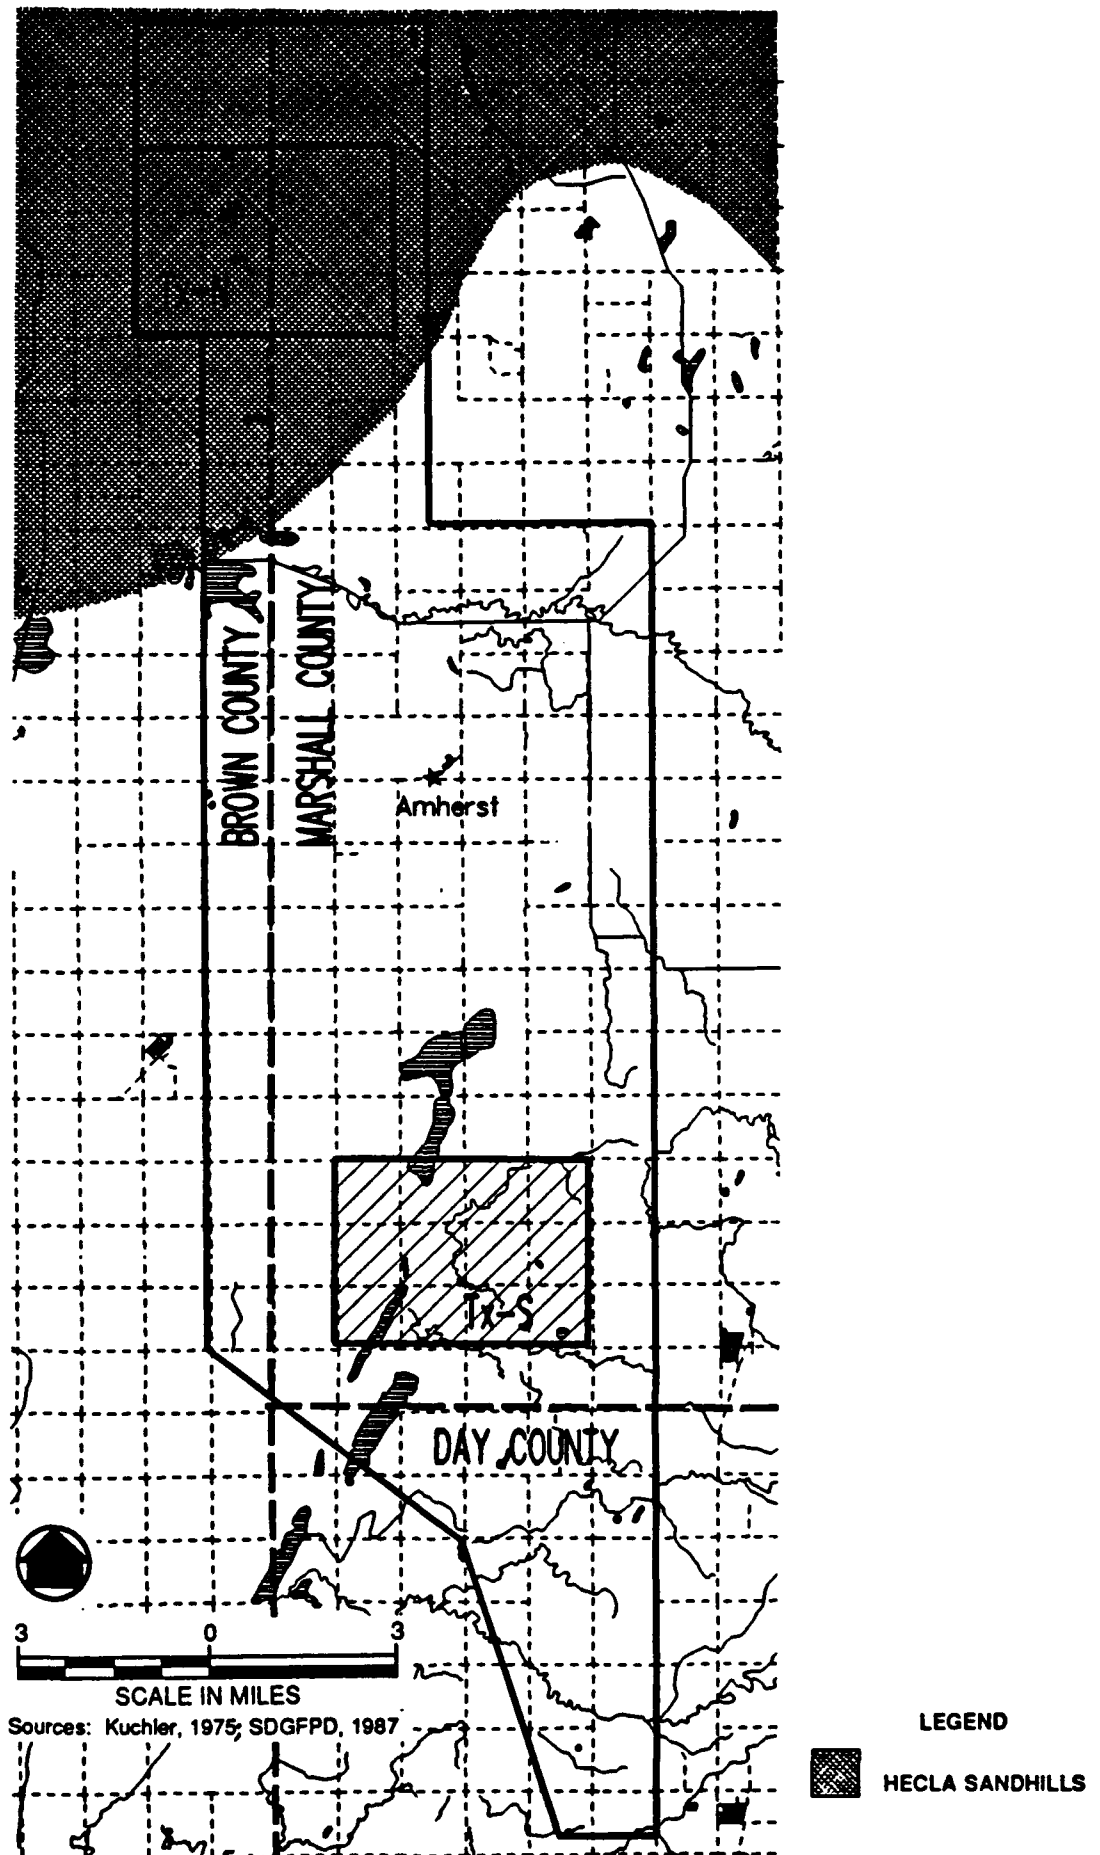 Tx-N
BROWN COUNTY
MARSHALL COUNTY
Amherst
Tx-S
DAY COUNTY
3 0 3
SCALE IN MILES
Sources: Kuchler, 1975; SDGFPD, 1987
LEGEND
HECLA SANDHILLS